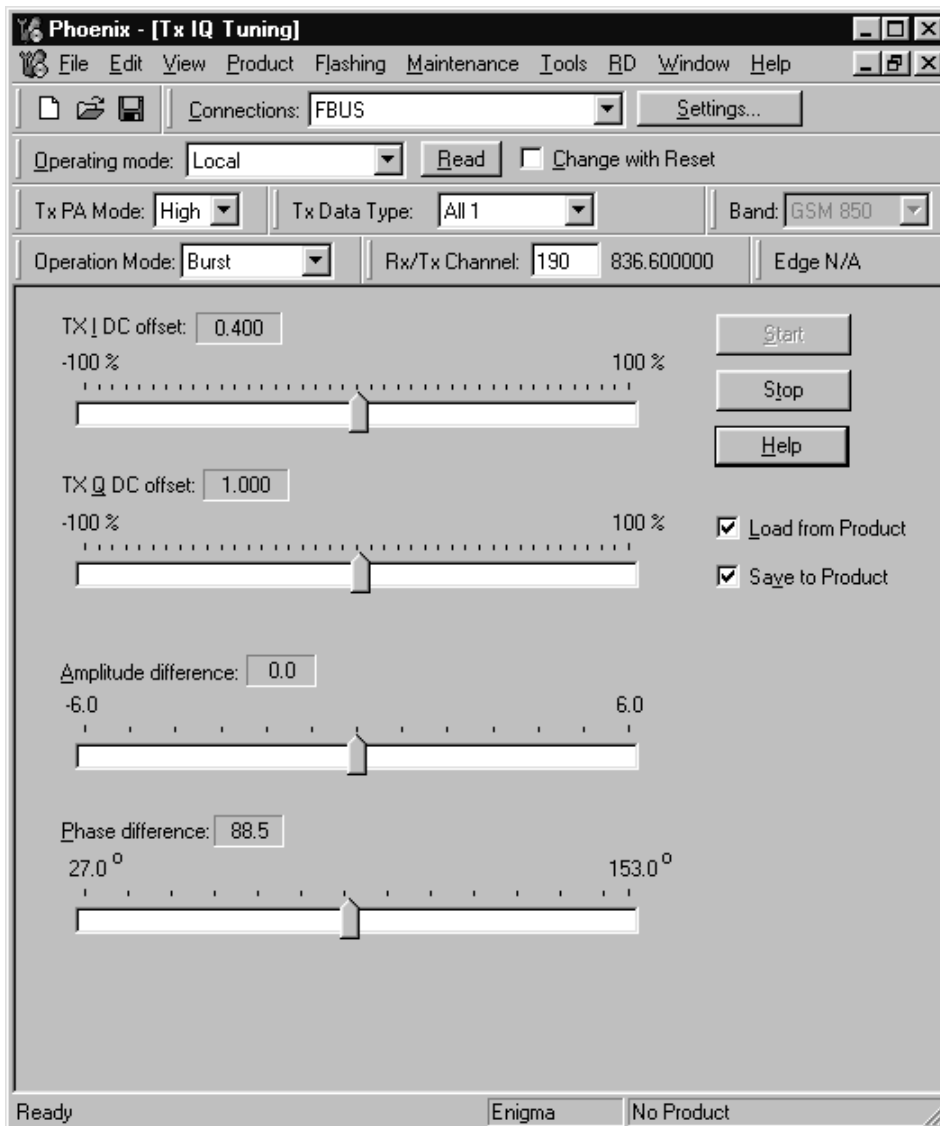 Phoenix - [Tx IQ Tuning]
File Edit View Product Flashing Maintenance Tools RD Window Help
Connections: FBUS Settings...
Operating mode: Local Read Change with Reset
Tx PA Mode: High Tx Data Type: All 1 Band: GSM 850
Operation Mode: Burst Rx/Tx Channel: 190 836.600000 Edge N/A
TX I DC offset: 0.400
-100 % 100 %
Start
Stop
Help
TX Q DC offset: 1.000
-100 % 100 %
Load from Product
Save to Product
Amplitude difference: 0.0
-6.0 6.0
Phase difference: 88.5
27.0 º 153.0 º
Ready Enigma No Product